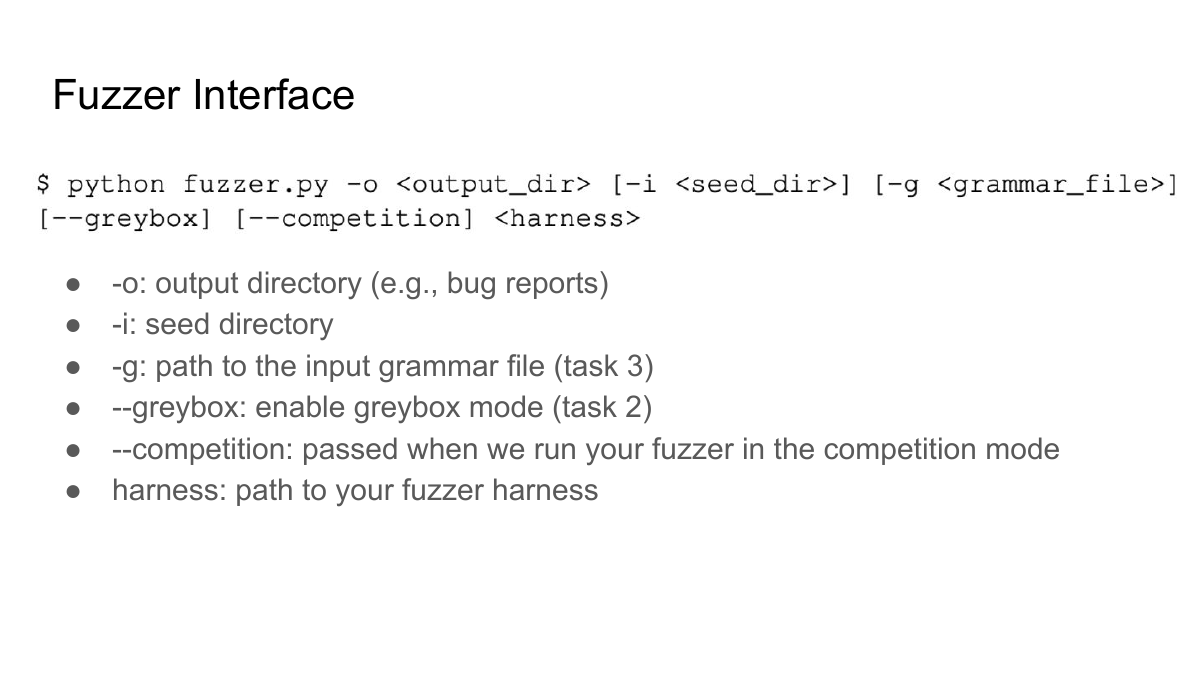 Fuzzer Interface
$ python fuzzer.py -o <output_dir> [-i <seed_dir>] [-g <grammar_file>]
[--greybox] [--competition] <harness>
● -o: output directory (e.g., bug reports)
● -i: seed directory
● -g: path to the input grammar file (task 3)
● --greybox: enable greybox mode (task 2)
● --competition: passed when we run your fuzzer in the competition mode
● harness: path to your fuzzer harness